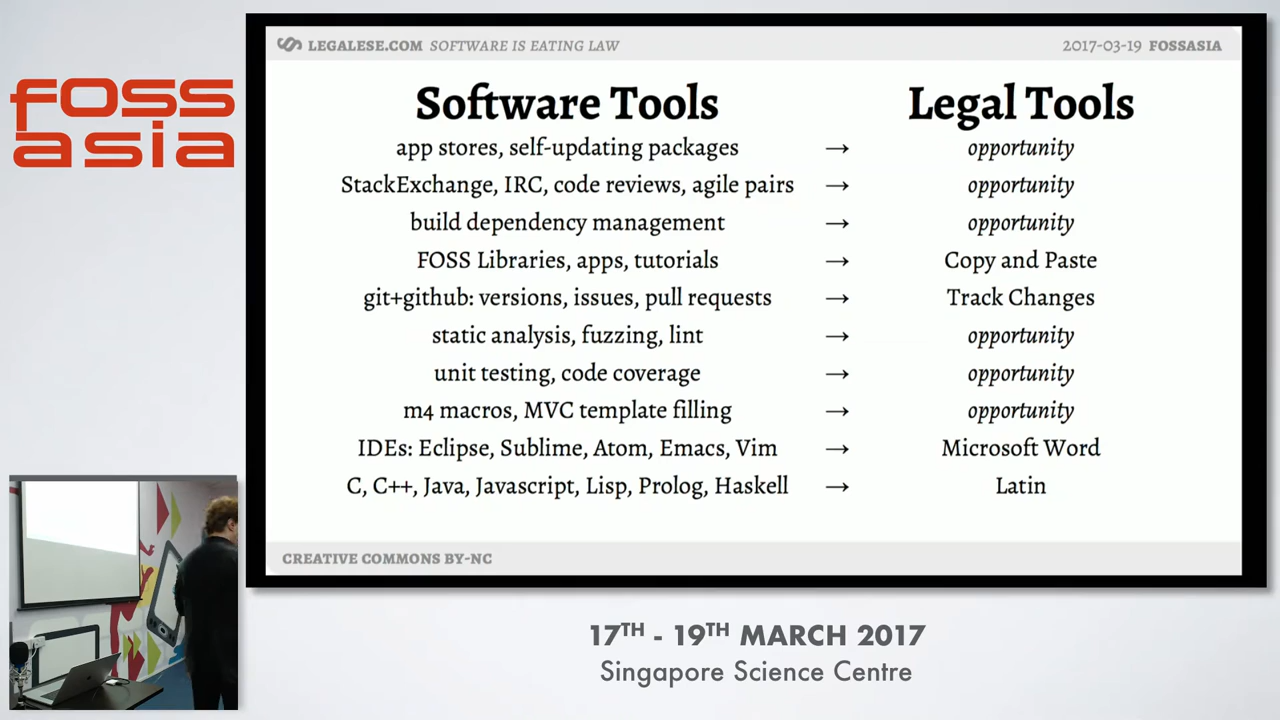 foss
asia
LEGALESE.COM SOFTWARE IS EATING LAW 2017-03-19 FOSSASIA
Software Tools Legal Tools
app stores, self-updating packages → opportunity
StackExchange, IRC, code reviews, agile pairs → opportunity
build dependency management → opportunity
FOSS Libraries, apps, tutorials → Copy and Paste
git+github: versions, issues, pull requests → Track Changes
static analysis, fuzzing, lint → opportunity
unit testing, code coverage → opportunity
m4 macros, MVC template filling → opportunity
IDEs: Eclipse, Sublime, Atom, Emacs, Vim → Microsoft Word
C, C++, Java, Javascript, Lisp, Prolog, Haskell → Latin
CREATIVE COMMONS BY-NC
17TH - 19TH MARCH 2017
Singapore Science Centre